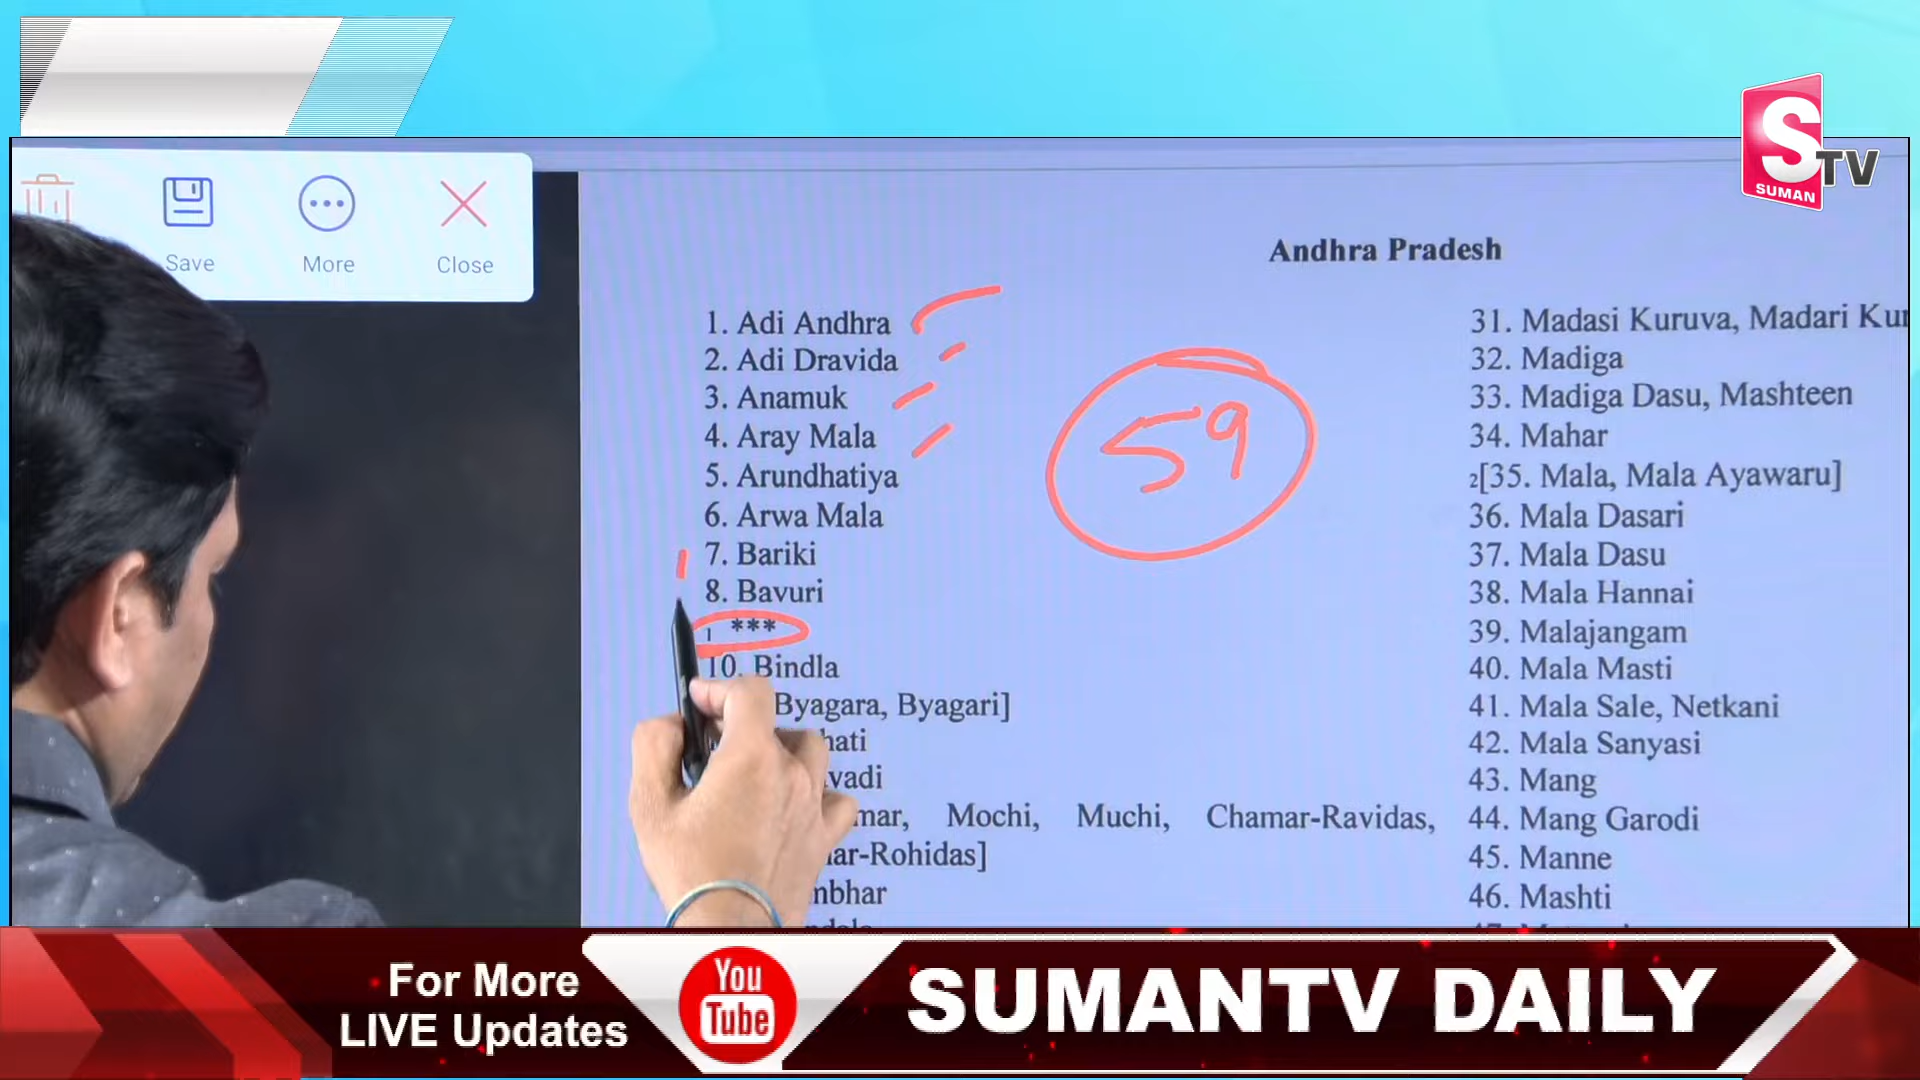 S
TV
SUMAN
Save
More
Close
Andhra Pradesh
1. Adi Andhra
2. Adi Dravida
3. Anamuk
4. Aray Mala
5. Arundhatiya
6. Arwa Mala
7. Bariki
8. Bavuri
1 ***
10. Bindla
Byagara, Byagari]
hati
vadi
mar, Mochi, Muchi, Chamar-Ravidas,
ar-Rohidas]
mbhar
59
31. Madasi Kuruva, Madari Kur
32. Madiga
33. Madiga Dasu, Mashteen
34. Mahar
2[35. Mala, Mala Ayawaru]
36. Mala Dasari
37. Mala Dasu
38. Mala Hannai
39. Malajangam
40. Mala Masti
41. Mala Sale, Netkani
42. Mala Sanyasi
43. Mang
44. Mang Garodi
45. Manne
46. Mashti
For More
LIVE Updates
You
Tube
SUMANTV DAILY